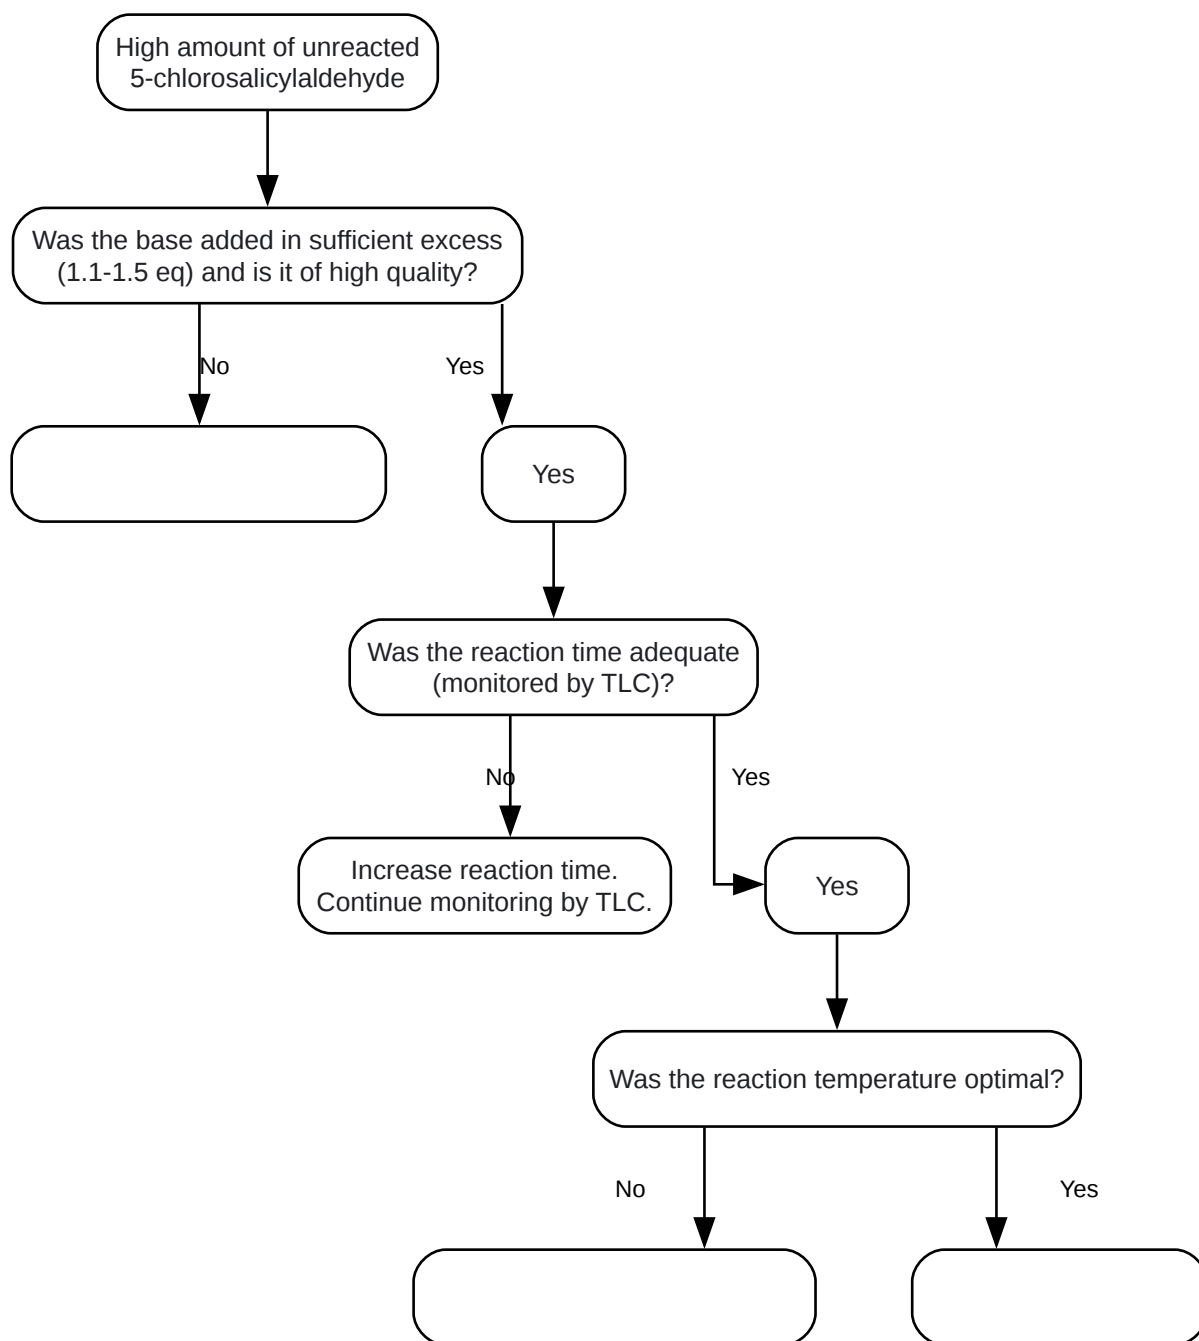 High amount of unreacted
5-chlorosalicylaldehyde
Was the base added in sufficient excess
(1.1-1.5 eq) and is it of high quality?
No
Yes
Yes
Was the reaction time adequate
(monitored by TLC)?
No
Yes
Increase reaction time.
Continue monitoring by TLC.
Yes
Was the reaction temperature optimal?
No
Yes